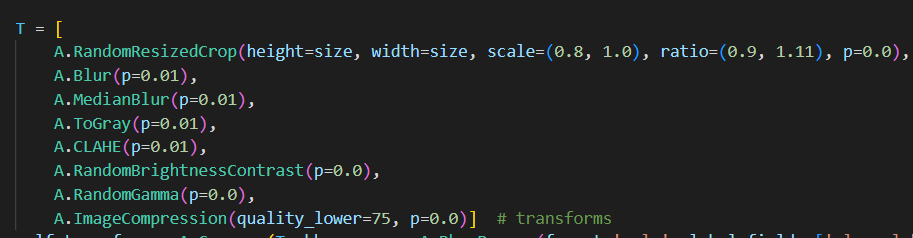 T = [
A.RandomResizedCrop(height=size, width=size, scale=(0.8, 1.0), ratio=(0.9, 1.11), p=0.0),
A.Blur(p=0.01),
A.MedianBlur(p=0.01),
A.ToGray(p=0.01),
A.CLAHE(p=0.01),
A.RandomBrightnessContrast(p=0.0),
A.RandomGamma(p=0.0),
A.ImageCompression(quality_lower=75, p=0.0)]  # transforms